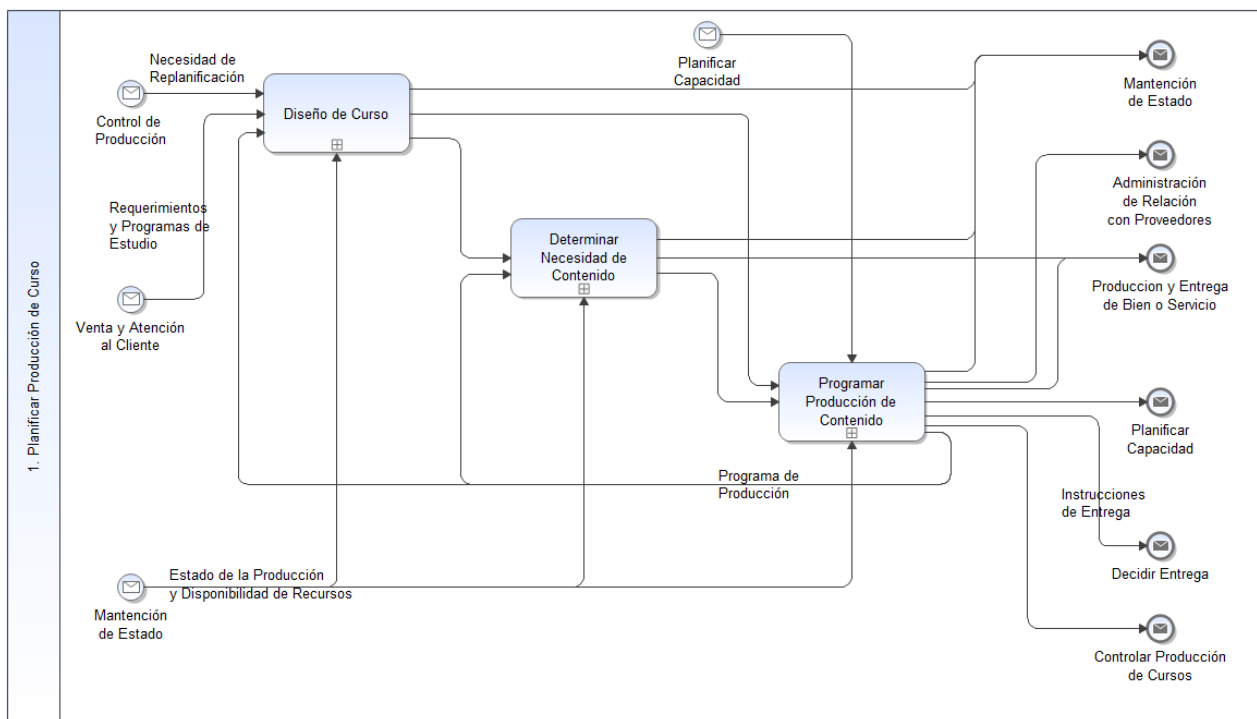 1. Planificar Producción de Curso
Necesidad de
Replanificación
Control de
Producción
Requerimientos
y Programas de
Estudio
Venta y Atención
al Cliente
Estado de la Producción
y Disponibilidad de Recursos
Mantención
de Estado
Diseño de Curso
Determinar
Necesidad de
Contenido
Planificar
Capacidad
Programar
Producción de
Contenido
Programa de
Producción
Mantención
de Estado
Administración
de Relación
con Proveedores
Produccion y Entrega
de Bien o Servicio
Planificar
Capacidad
Instrucciones
de Entrega
Decidir Entrega
Controlar Producción
de Cursos